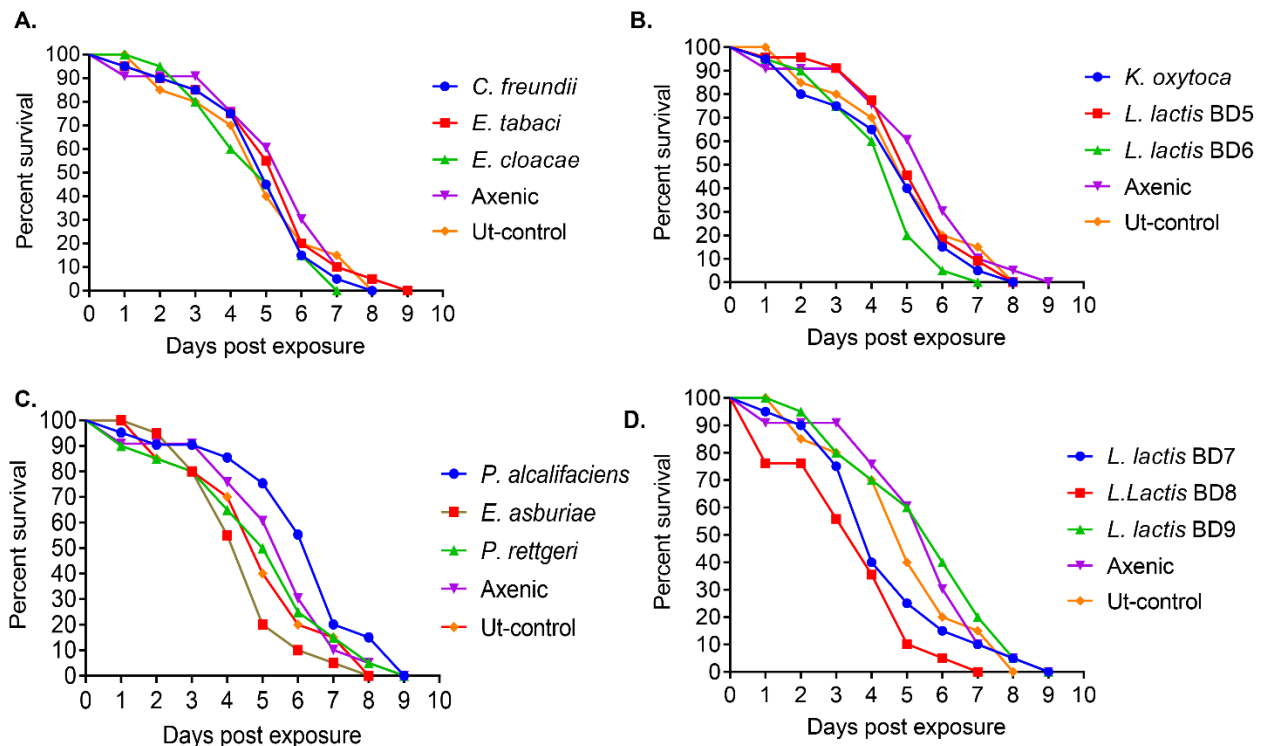 A.
Percent survival
100
90
80
70
60
50
40
30
20
10
0
0 1 2 3 4 5 6 7 8 9 10
Days post exposure
C. freundii
E. tabaci
E. cloacae
Axenic
Ut-control
B.
Percent survival
100
90
80
70
60
50
40
30
20
10
0
0 1 2 3 4 5 6 7 8 9 10
Days post exposure
K. oxytoca
L. lactis BD5
L. lactis BD6
Axenic
Ut-control
C.
Percent survival
100
90
80
70
60
50
40
30
20
10
0
0 1 2 3 4 5 6 7 8 9 10
Days post exposure
P. alcalifaciens
E. asburiae
P. rettgeri
Axenic
Ut-control
D.
Percent survival
100
90
80
70
60
50
40
30
20
10
0
0 1 2 3 4 5 6 7 8 9 10
Days post exposure
L. lactis BD7
L.Lactis BD8
L. lactis BD9
Axenic
Ut-control